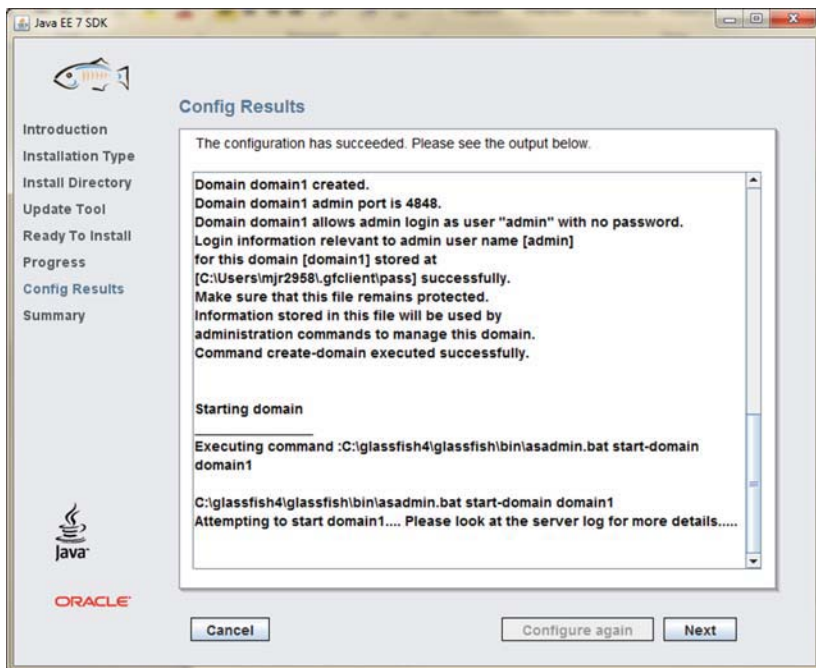 Java EE 7 SDK
Introduction
Installation Type
Install Directory
Update Tool
Ready To Install
Progress
Config Results
Summary
Config Results
The configuration has succeeded. Please see the output below.
Domain domain1 created.
Domain domain1 admin port is 4848.
Domain domain1 allows admin login as user "admin" with no password.
Login information relevant to admin user name [admin]
for this domain [domain1] stored at
[C:\Users\mjr2958\.gfclient\pass] successfully.
Make sure that this file remains protected.
Information stored in this file will be used by
administration commands to manage this domain.
Command create-domain executed successfully.
Starting domain
Executing command :C:\glassfish4\glassfish\bin\asadmin.bat start-domain
domain1
C:\glassfish4\glassfish\bin\asadmin.bat start-domain domain1
Attempting to start domain1.... Please look at the server log for more details.....
Java
ORACLE
Cancel
Configure again
Next